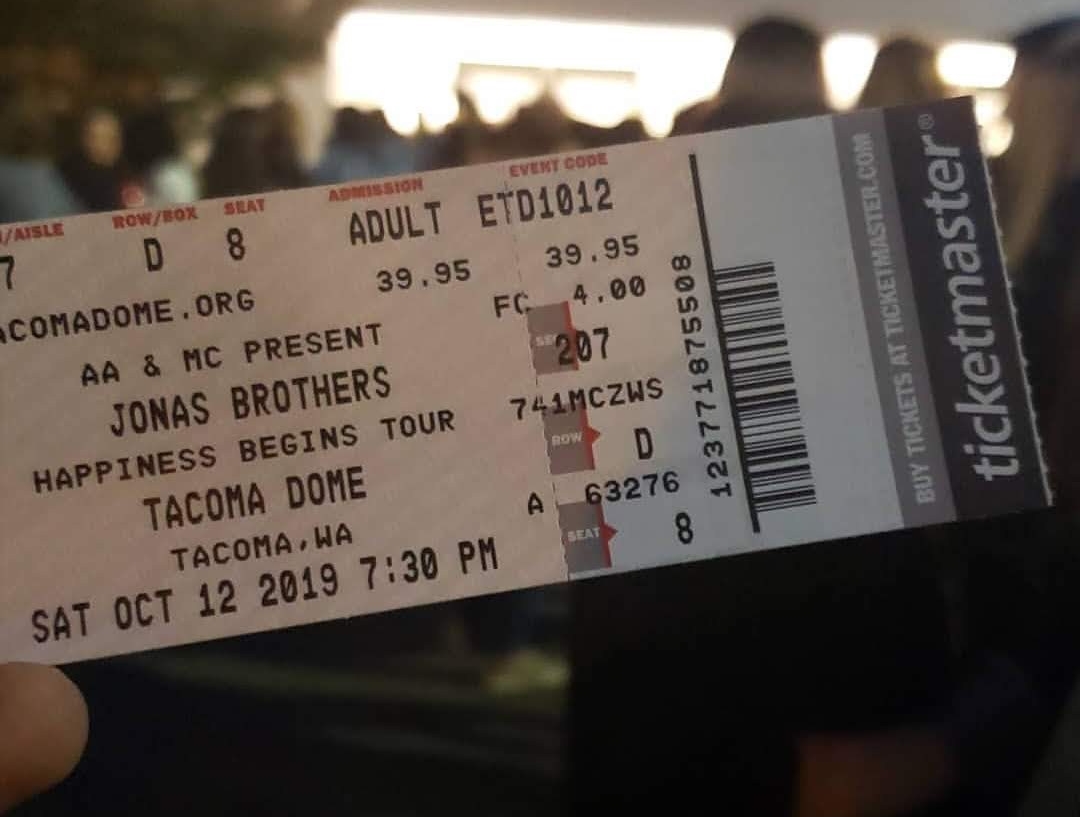 /AISLE ROW/BOX SEAT ADMISSION EVENT CODE
7 D 8 ADULT ETD1012
39.95 39.95
ACOMADOME.ORG FC 4.00
AA & MC PRESENT SE 207
JONAS BROTHERS 741MCZWS
HAPPINESS BEGINS TOUR ROW D
TACOMA DOME A 63276
TACOMA,WA SEAT 8
SAT OCT 12 2019 7:30 PM
123771875508
BUY TICKETS AT TICKETMASTER.COM
ticketmaster®